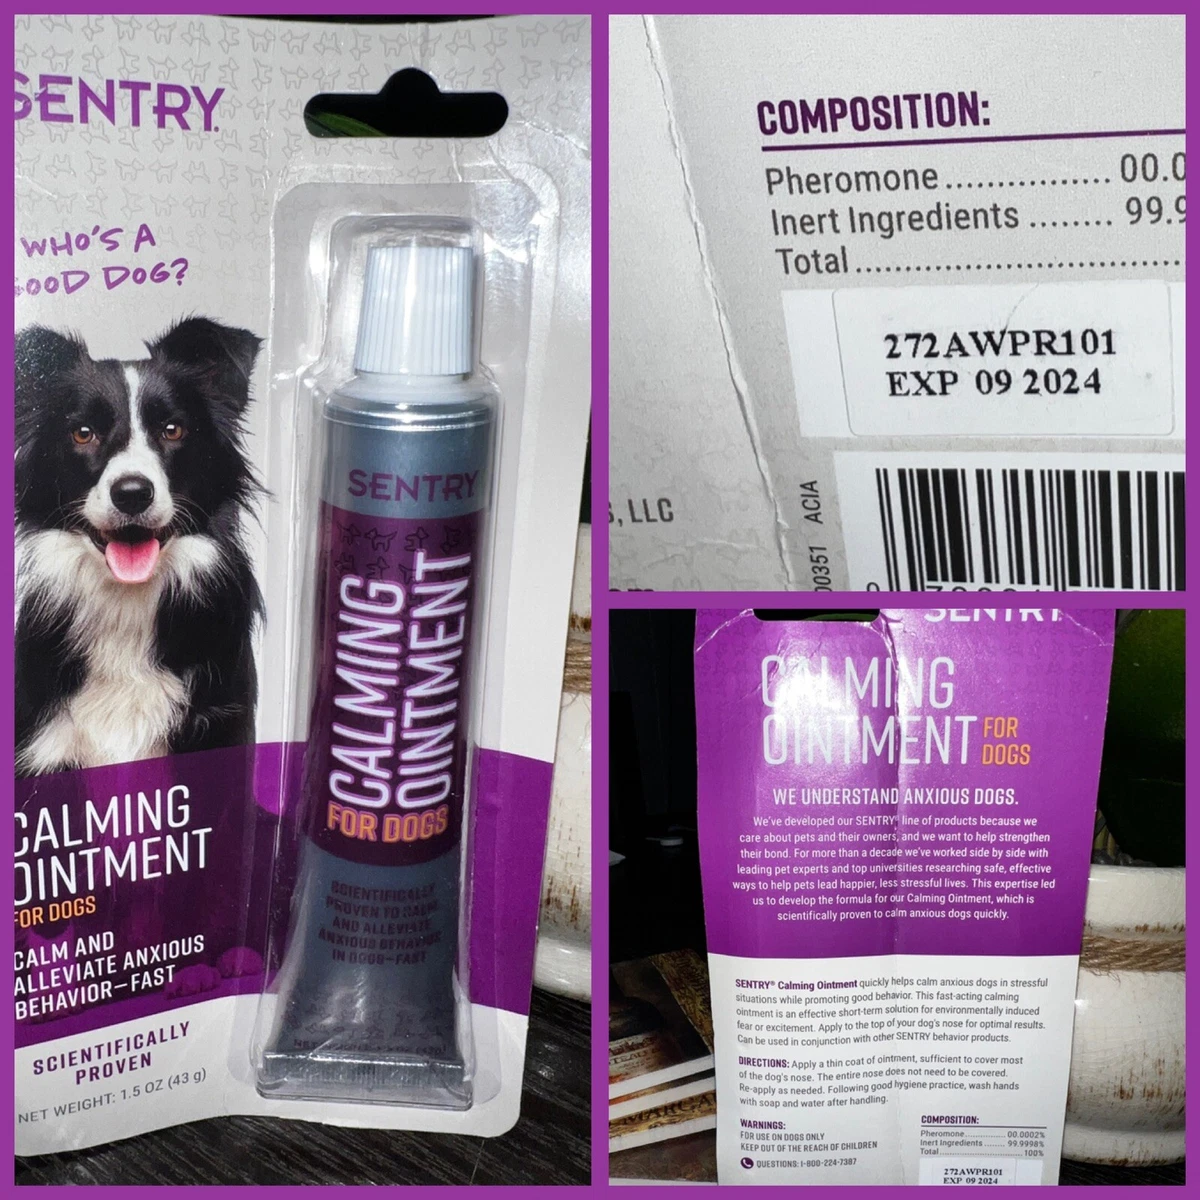 SENTRY
WHO'S A
GOOD DOG?
SENTRY
CALMING
OINTMENT
FOR DOGS
SCIENTIFICALLY
PROVEN TO CALM
AND ALLEVIATE
ANXIOUS BEHAVIOR
IN DOGS–FAST
CALMING
OINTMENT
FOR DOGS
CALM AND
ALLEVIATE ANXIOUS
BEHAVIOR–FAST
SCIENTIFICALLY
PROVEN
NET WEIGHT: 1.5 OZ (43 g)
COMPOSITION:
Pheromone ................ 00.0
Inert Ingredients ........ 99.9
Total
272AWPR101
EXP 09 2024
, LLC
00351 ACIA
SENTRY
CALMING
OINTMENT FOR
DOGS
WE UNDERSTAND ANXIOUS DOGS.
We've developed our SENTRY® line of products because we
care about pets and their owners, and we want to help strengthen
their bond. For more than a decade we've worked side by side with
leading pet experts and top universities researching safe, effective
ways to help pets lead happier, less stressful lives. This expertise led
us to develop the formula for our Calming Ointment, which is
scientifically proven to calm anxious dogs quickly.
SENTRY® Calming Ointment quickly helps calm anxious dogs in stressful
situations while promoting good behavior. This fast-acting calming
ointment is an effective short-term solution for environmentally induced
fear or excitement. Apply to the top of your dog's nose for optimal results.
Can be used in conjunction with other SENTRY behavior products.
DIRECTIONS: Apply a thin coat of ointment, sufficient to cover most
of the dog's nose. The entire nose does not need to be covered.
Re-apply as needed. Following good hygiene practice, wash hands
with soap and water after handling.
WARNINGS:
FOR USE ON DOGS ONLY
KEEP OUT OF THE REACH OF CHILDREN
QUESTIONS: 1-800-224-7387
COMPOSITION:
Pheromone ............. 00.0002%
Inert Ingredients ....... 99.9998%
Total ........................ 100%
272AWPR101
EXP 09 2024